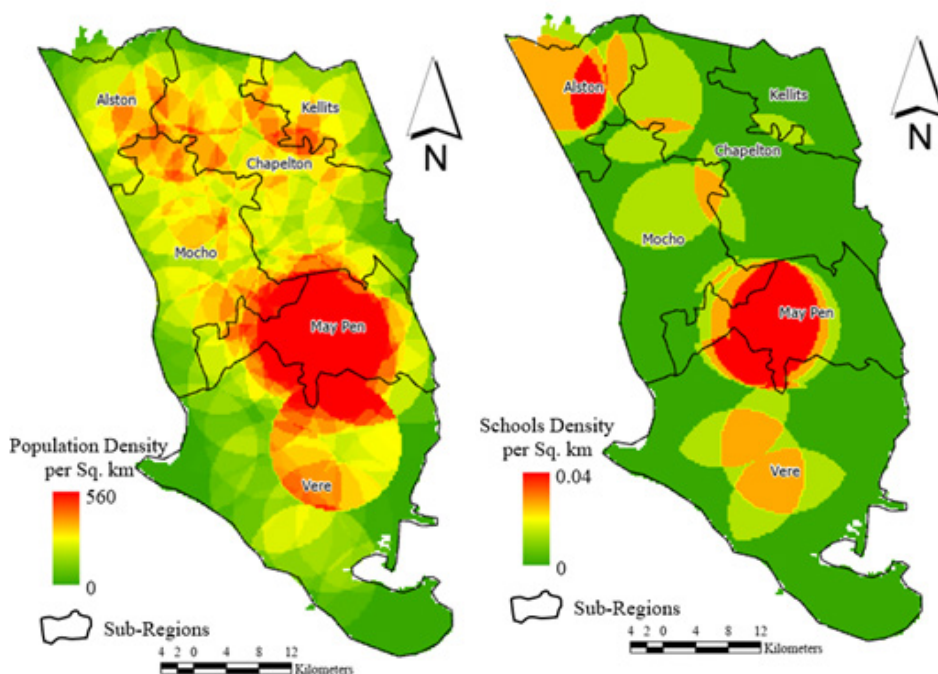 Alston
Kellits
Chapelton
Mocho
May Pen
Vere
N
Population Density
per Sq. km
560
0
Sub-Regions
4 2 0 4 8 12
Kilometers
Alston
Kellits
Chapelton
Mocho
May Pen
Vere
N
Schools Density
per Sq. km
0.04
0
Sub-Regions
4 2 0 4 8 12
Kilometers